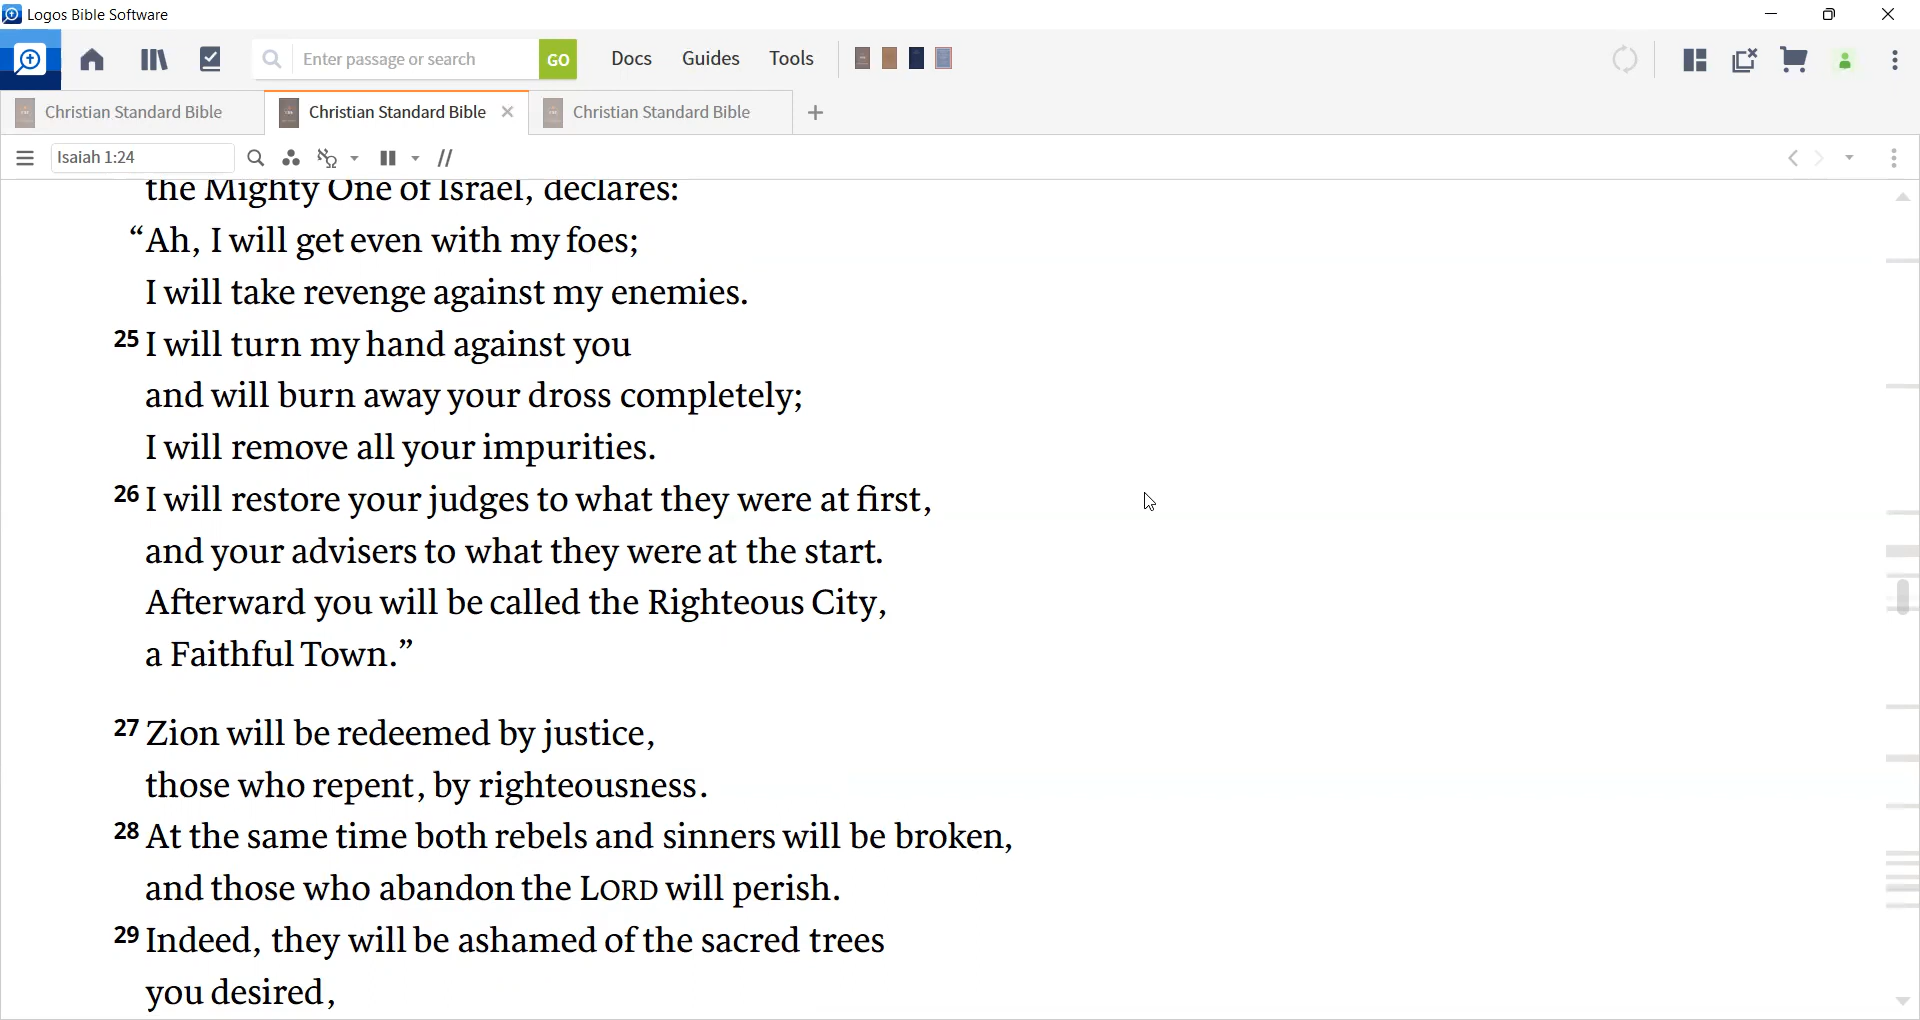 Logos Bible Software
Enter passage or search
GO
Docs
Guides
Tools
Christian Standard Bible
Christian Standard Bible
Christian Standard Bible
Isaiah 1:24
the Mighty One of Israel, declares:
“Ah, I will get even with my foes;
I will take revenge against my enemies.
25 I will turn my hand against you
and will burn away your dross completely;
I will remove all your impurities.
26 I will restore your judges to what they were at first,
and your advisers to what they were at the start.
Afterward you will be called the Righteous City,
a Faithful Town.”
27 Zion will be redeemed by justice,
those who repent, by righteousness.
28 At the same time both rebels and sinners will be broken,
and those who abandon the LORD will perish.
29 Indeed, they will be ashamed of the sacred trees
you desired,